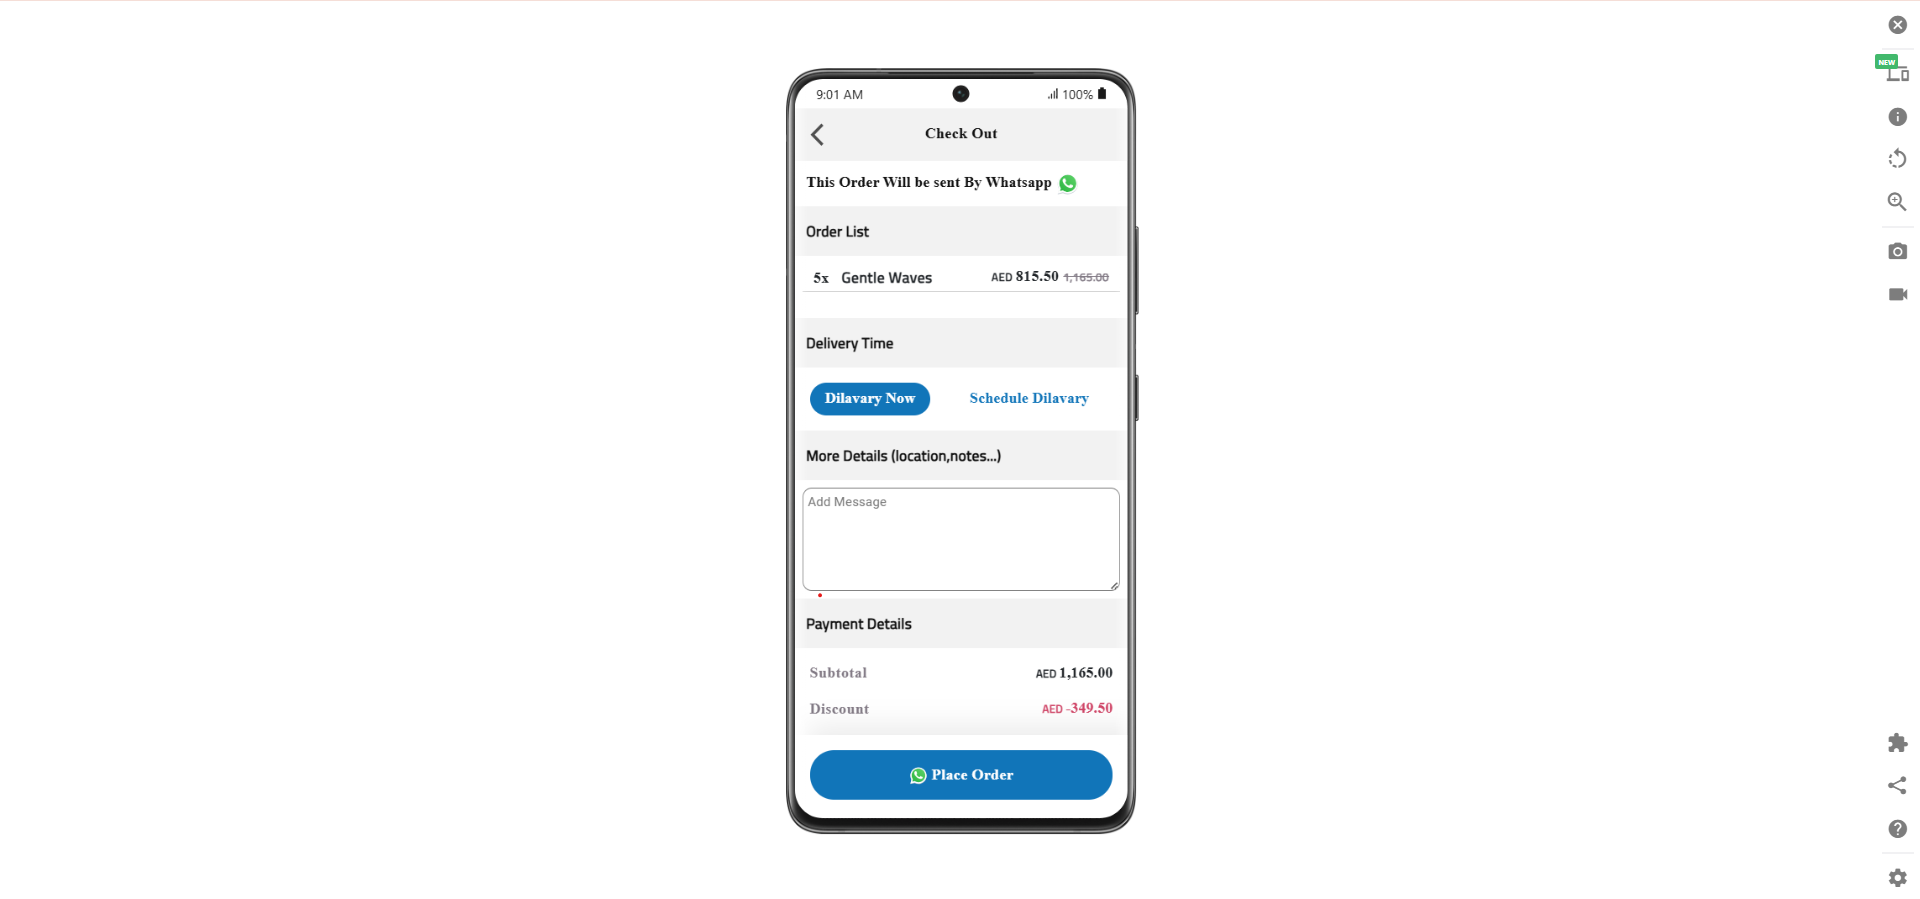 9:01 AM 100%
NEW
Check Out
This Order Will be sent By Whatsapp
Order List
5x Gentle Waves AED 815.50 1,165.00
Delivery Time
Dilavary Now Schedule Dilavary
More Details (location,notes...)
Add Message
Payment Details
Subtotal AED 1,165.00
Discount AED -349.50
Place Order